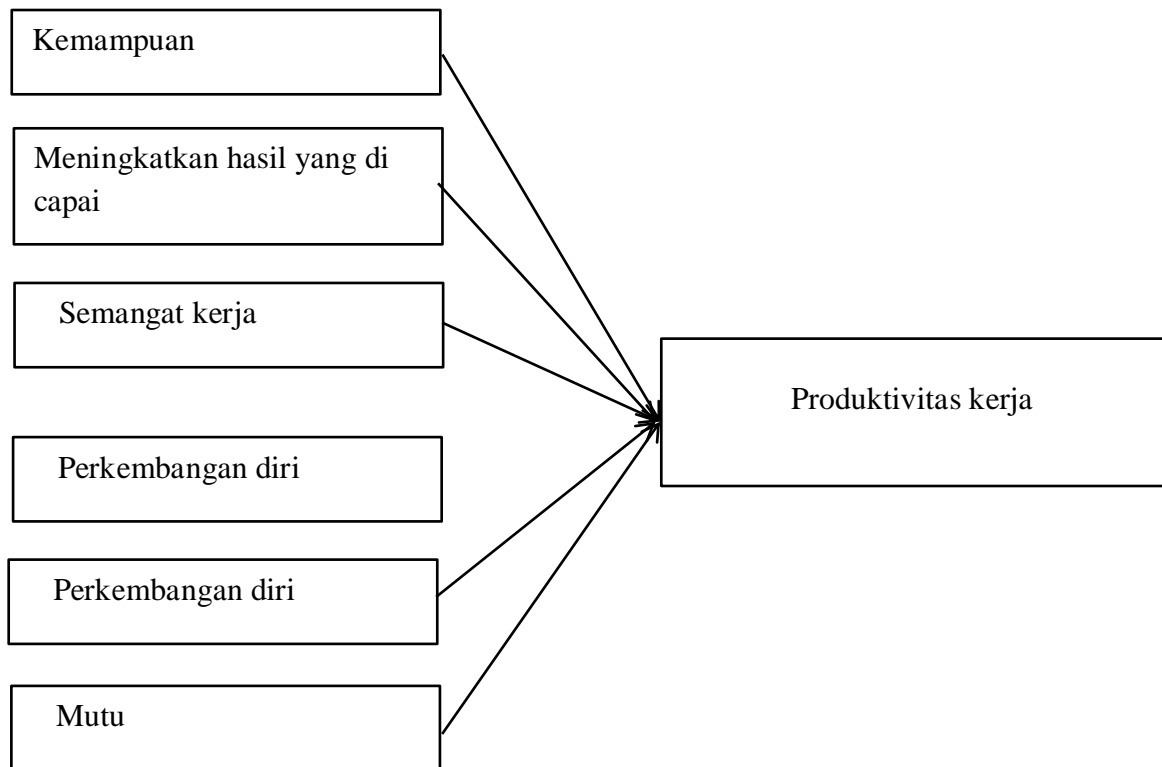 Kemampuan
Meningkatkan hasil yang di
capai
Semangat kerja
Produktivitas kerja
Perkembangan diri
Perkembangan diri
Mutu